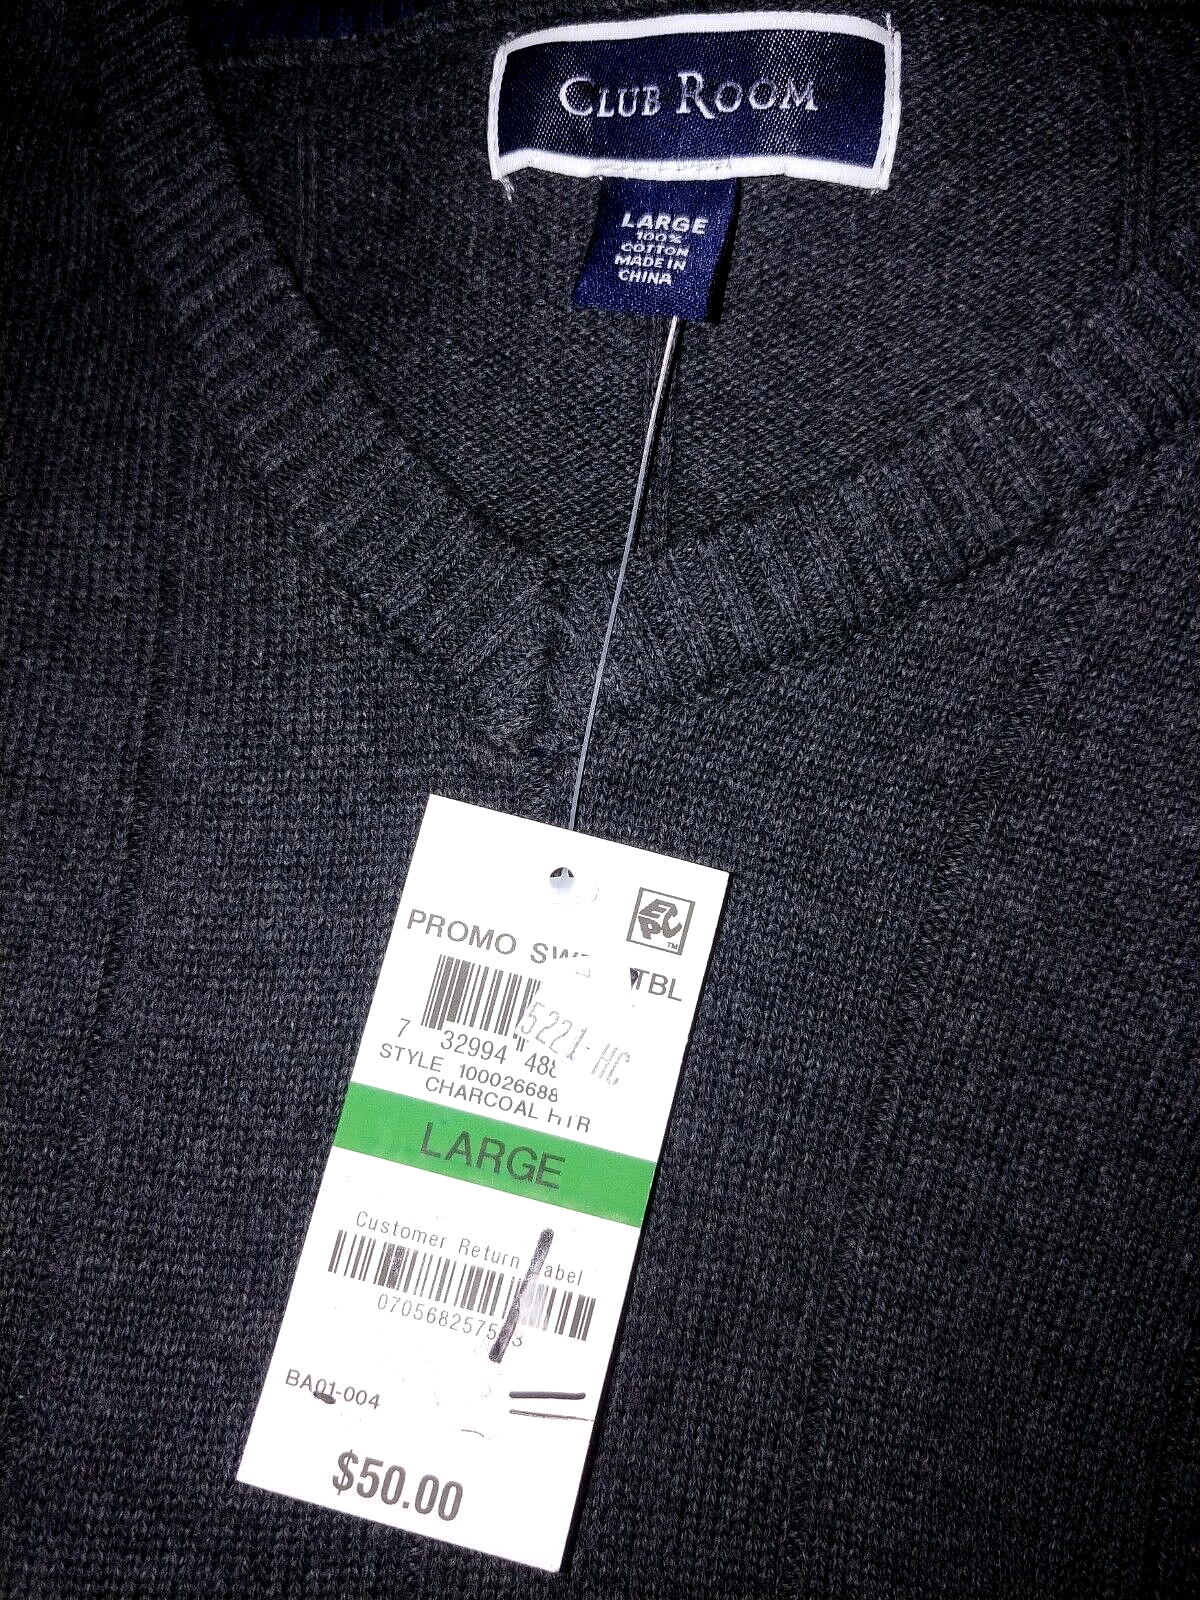 CLUB ROOM
LARGE
100%
COTTON
MADE IN
CHINA
PROMO TBL
5221-HC
7 32994 48
STYLE 100026688
CHARCOAL HTR
LARGE
Customer Return Label
BA01-004
$50.00